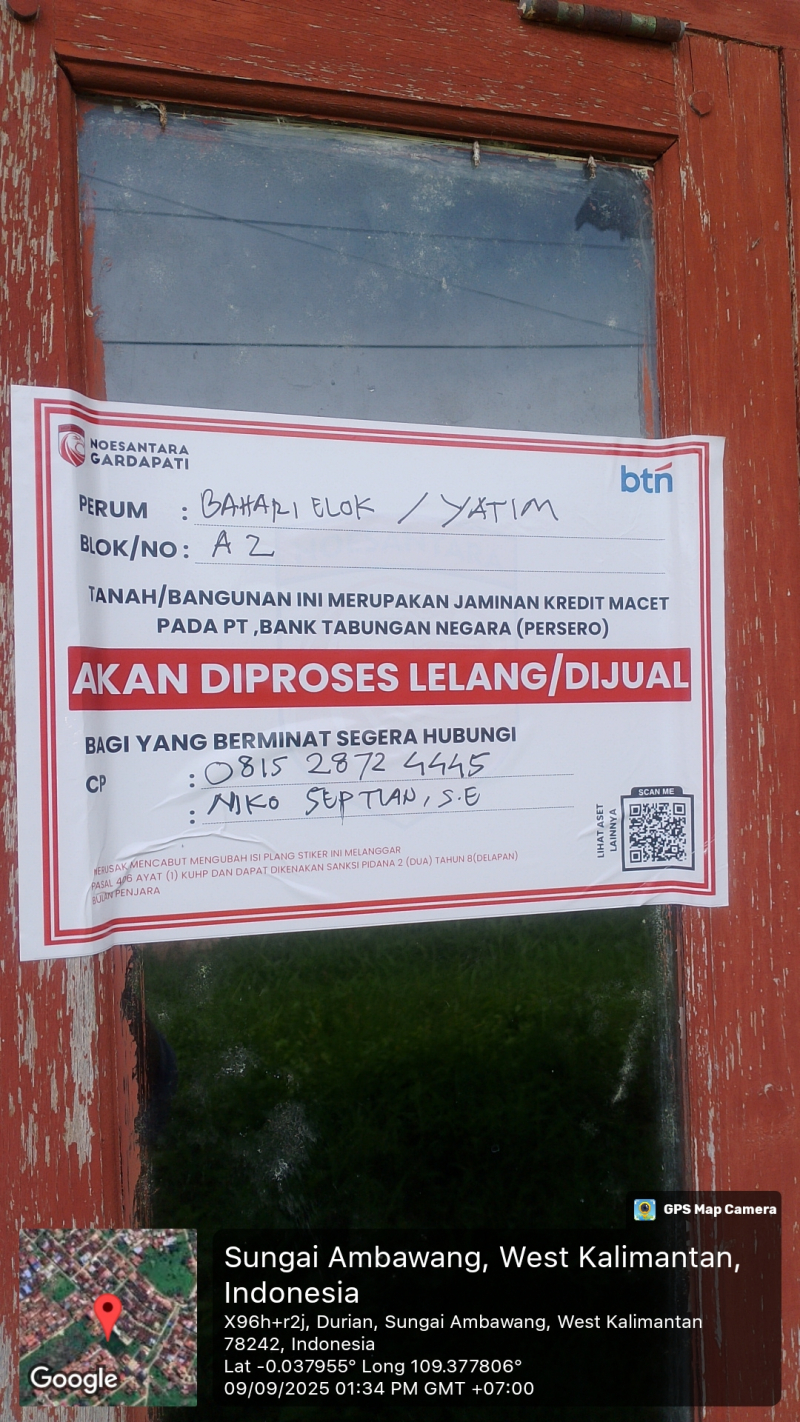 NOESANTARA
GARDAPATI
btn
PERUM : BAHARI ELOK / YATIM
BLOK/NO : A 2
TANAH/BANGUNAN INI MERUPAKAN JAMINAN KREDIT MACET
PADA PT ,BANK TABUNGAN NEGARA (PERSERO)
AKAN DIPROSES LELANG/DIJUAL
BAGI YANG BERMINAT SEGERA HUBUNGI
CP : 0815 2872 4445
: NIKO SEPTIAN, S.E
SCAN ME
LIHAT ASET
LAINNYA
MERUSAK MENCABUT MENGUBAH ISI PLANG STIKER INI MELANGGAR
PASAL 406 AYAT (1) KUHP DAN DAPAT DIKENAKAN SANKSI PIDANA 2 (DUA) TAHUN 8(DELAPAN)
BULAN PENJARA
GPS Map Camera
Google
Sungai Ambawang, West Kalimantan,
Indonesia
X96h+r2j, Durian, Sungai Ambawang, West Kalimantan
78242, Indonesia
Lat -0.037955° Long 109.377806°
09/09/2025 01:34 PM GMT +07:00